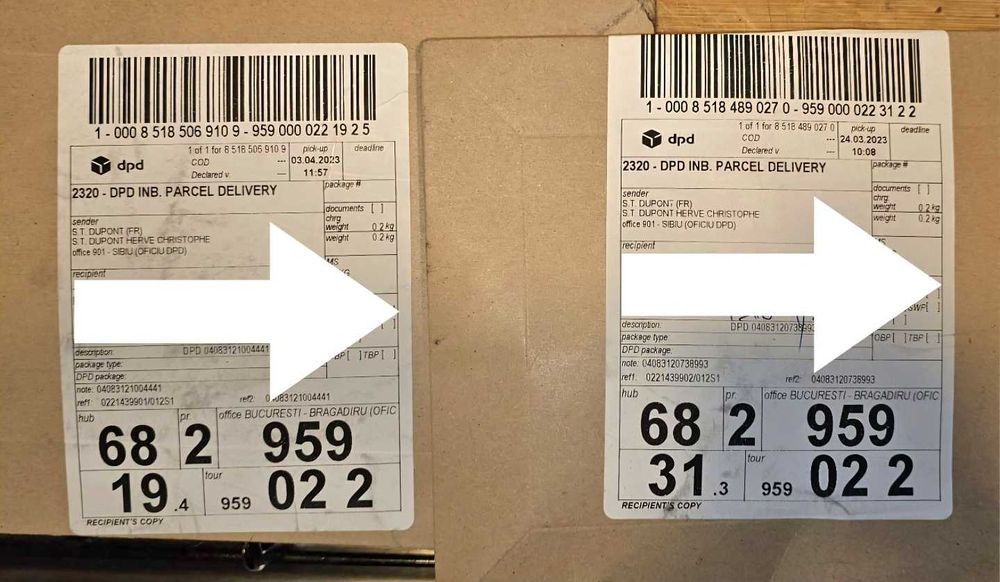 1 - 000 8 518 506 910 9 - 959 000 022 19 2 5
dpd
1 of 1 for 8 518 506 910 9
COD ---
Declared v. ---
pick-up
03.04.2023
11:57
deadline
2320 - DPD INB. PARCEL DELIVERY
package #
documents [ ]
chrg.
weight 0.2 kg
weight 0.2 kg
sender
S.T. DUPONT (FR)
S.T. DUPONT HERVE CHRISTOPHE
office 901 - SIBIU (OFICIU DPD)
recipient
MS
description: DPD 04083121004441
BP [ ] TBP [ ]
package type:
DPD package:
note: 04083121004441
ref1: 0221439901/012S1 ref2: 04083121004441
hub
68
pr.
2
office BUCURESTI - BRAGADIRU (OFIC
959
19.4
tour
959 02 2
RECIPIENT'S COPY
1 - 000 8 518 489 027 0 - 959 000 022 31 2 2
dpd
1 of 1 for 8 518 489 027 0
COD ---
Declared v. ---
pick-up
24.03.2023
10:08
deadline
2320 - DPD INB. PARCEL DELIVERY
package #
documents [ ]
chrg.
weight 0.2 kg
weight 0.2 kg
sender
S.T. DUPONT (FR)
S.T. DUPONT HERVE CHRISTOPHE
office 901 - SIBIU (OFICIU DPD)
recipient
SWP[ ]
description: DPD 04083120738993
package type:
OBP [ ] TBP [ ]
DPD package:
note: 04083120738993
ref1: 0221439902/012S1 ref2: 04083120738993
hub
68
pr.
2
office BUCURESTI - BRAGADIRU (OFIC
959
31.3
tour
959 02 2
RECIPIENT'S COPY